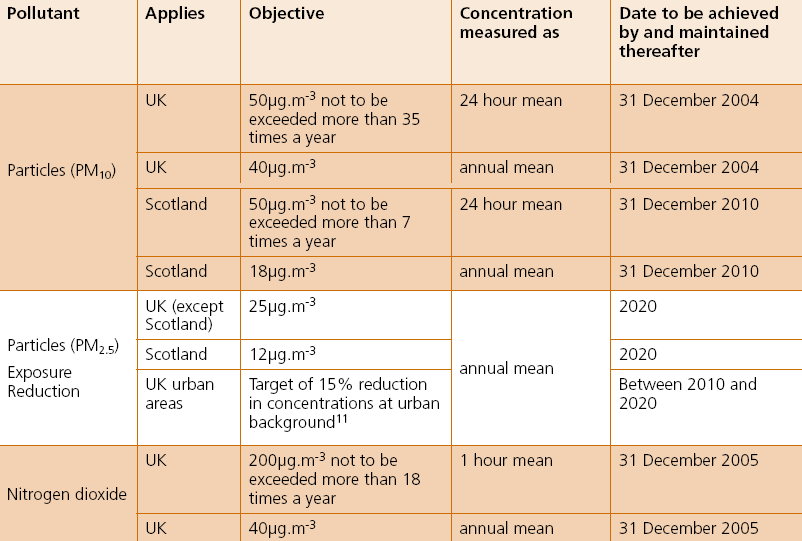 Pollutant Applies Objective Concentration measured as Date to be achieved by and maintained thereafter
Particles (PM₁₀)
UK 50µg.m⁻³ not to be exceeded more than 35 times a year 24 hour mean 31 December 2004
UK 40µg.m⁻³ annual mean 31 December 2004
Scotland 50µg.m⁻³ not to be exceeded more than 7 times a year 24 hour mean 31 December 2010
Scotland 18µg.m⁻³ annual mean 31 December 2010
Particles (PM₂.₅)
Exposure
Reduction
UK (except Scotland) 25µg.m⁻³ annual mean 2020
Scotland 12µg.m⁻³ 2020
UK urban areas Target of 15% reduction in concentrations at urban background¹¹ Between 2010 and 2020
Nitrogen dioxide
UK 200µg.m⁻³ not to be exceeded more than 18 times a year 1 hour mean 31 December 2005
UK 40µg.m⁻³ annual mean 31 December 2005